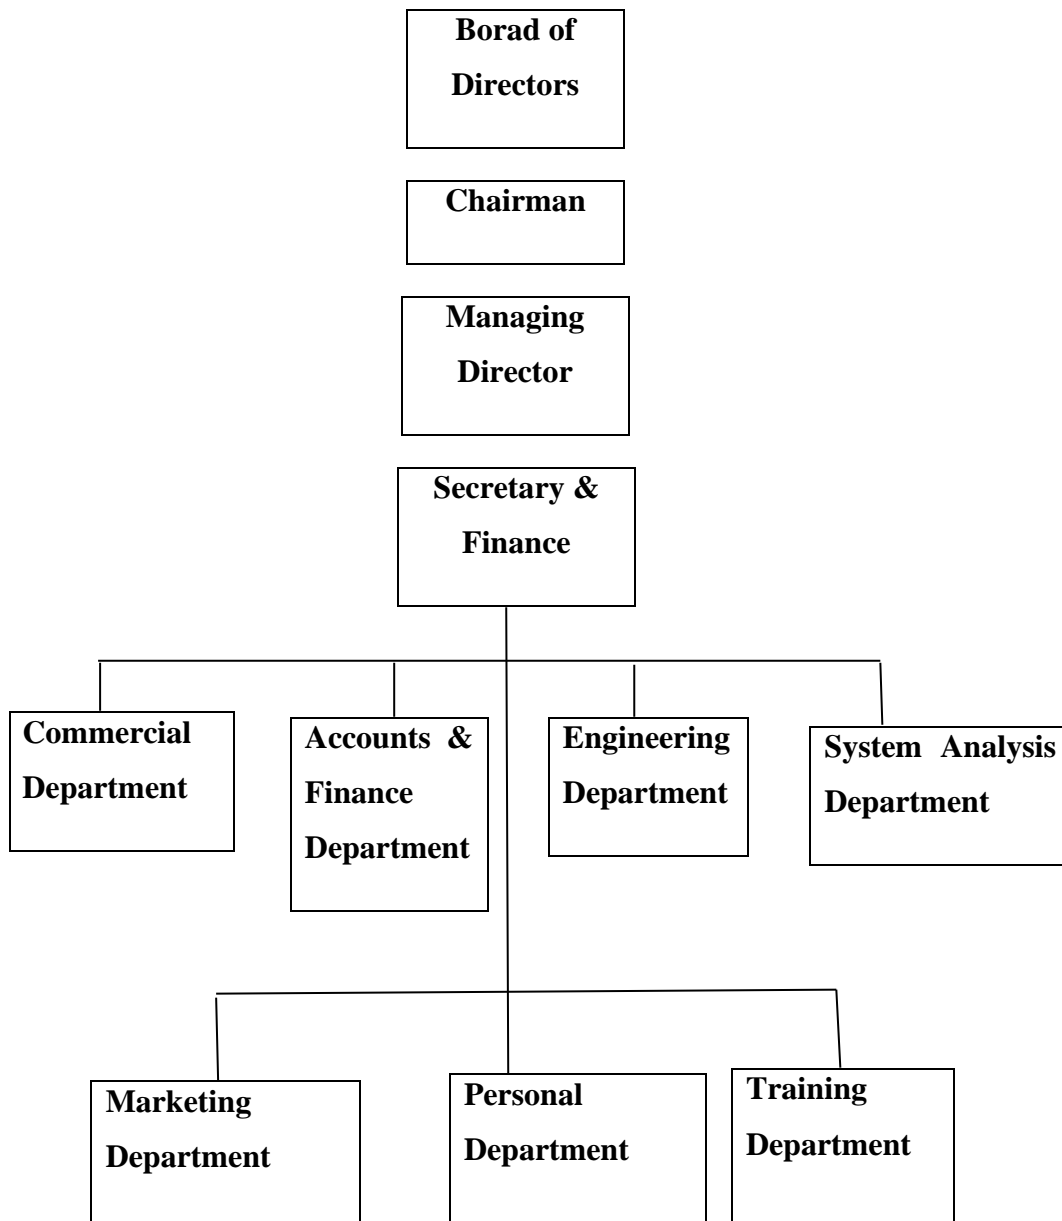 Borad of
Directors
Chairman
Managing
Director
Secretary &
Finance
Commercial
Department
Accounts &
Finance
Department
Engineering
Department
System Analysis
Department
Marketing
Department
Personal
Department
Training
Department